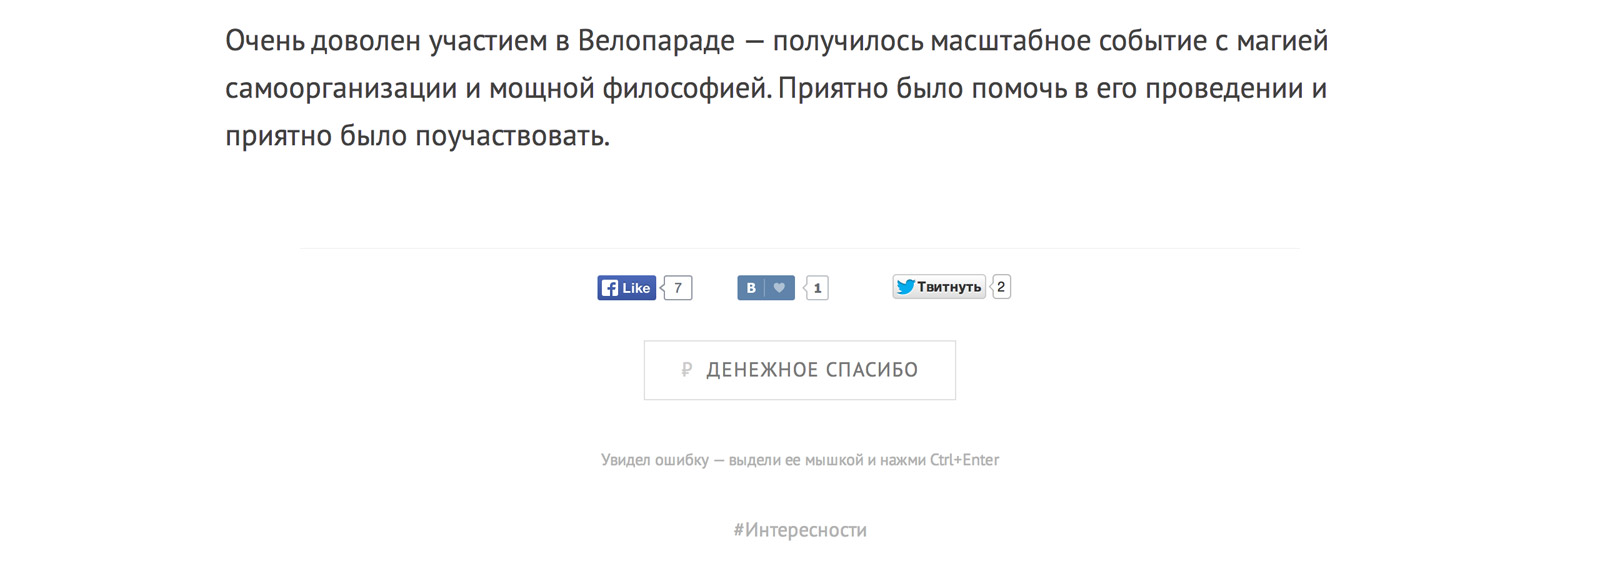 Очень доволен участием в Велопараде — получилось масштабное событие с магией
самоорганизации и мощной философией. Приятно было помочь в его проведении и
приятно было поучаствовать.
Like 7 В 1 Твитнуть 2
₽ ДЕНЕЖНОЕ СПАСИБО
Увидел ошибку — выдели ее мышкой и нажми Ctrl+Enter
#Интересности